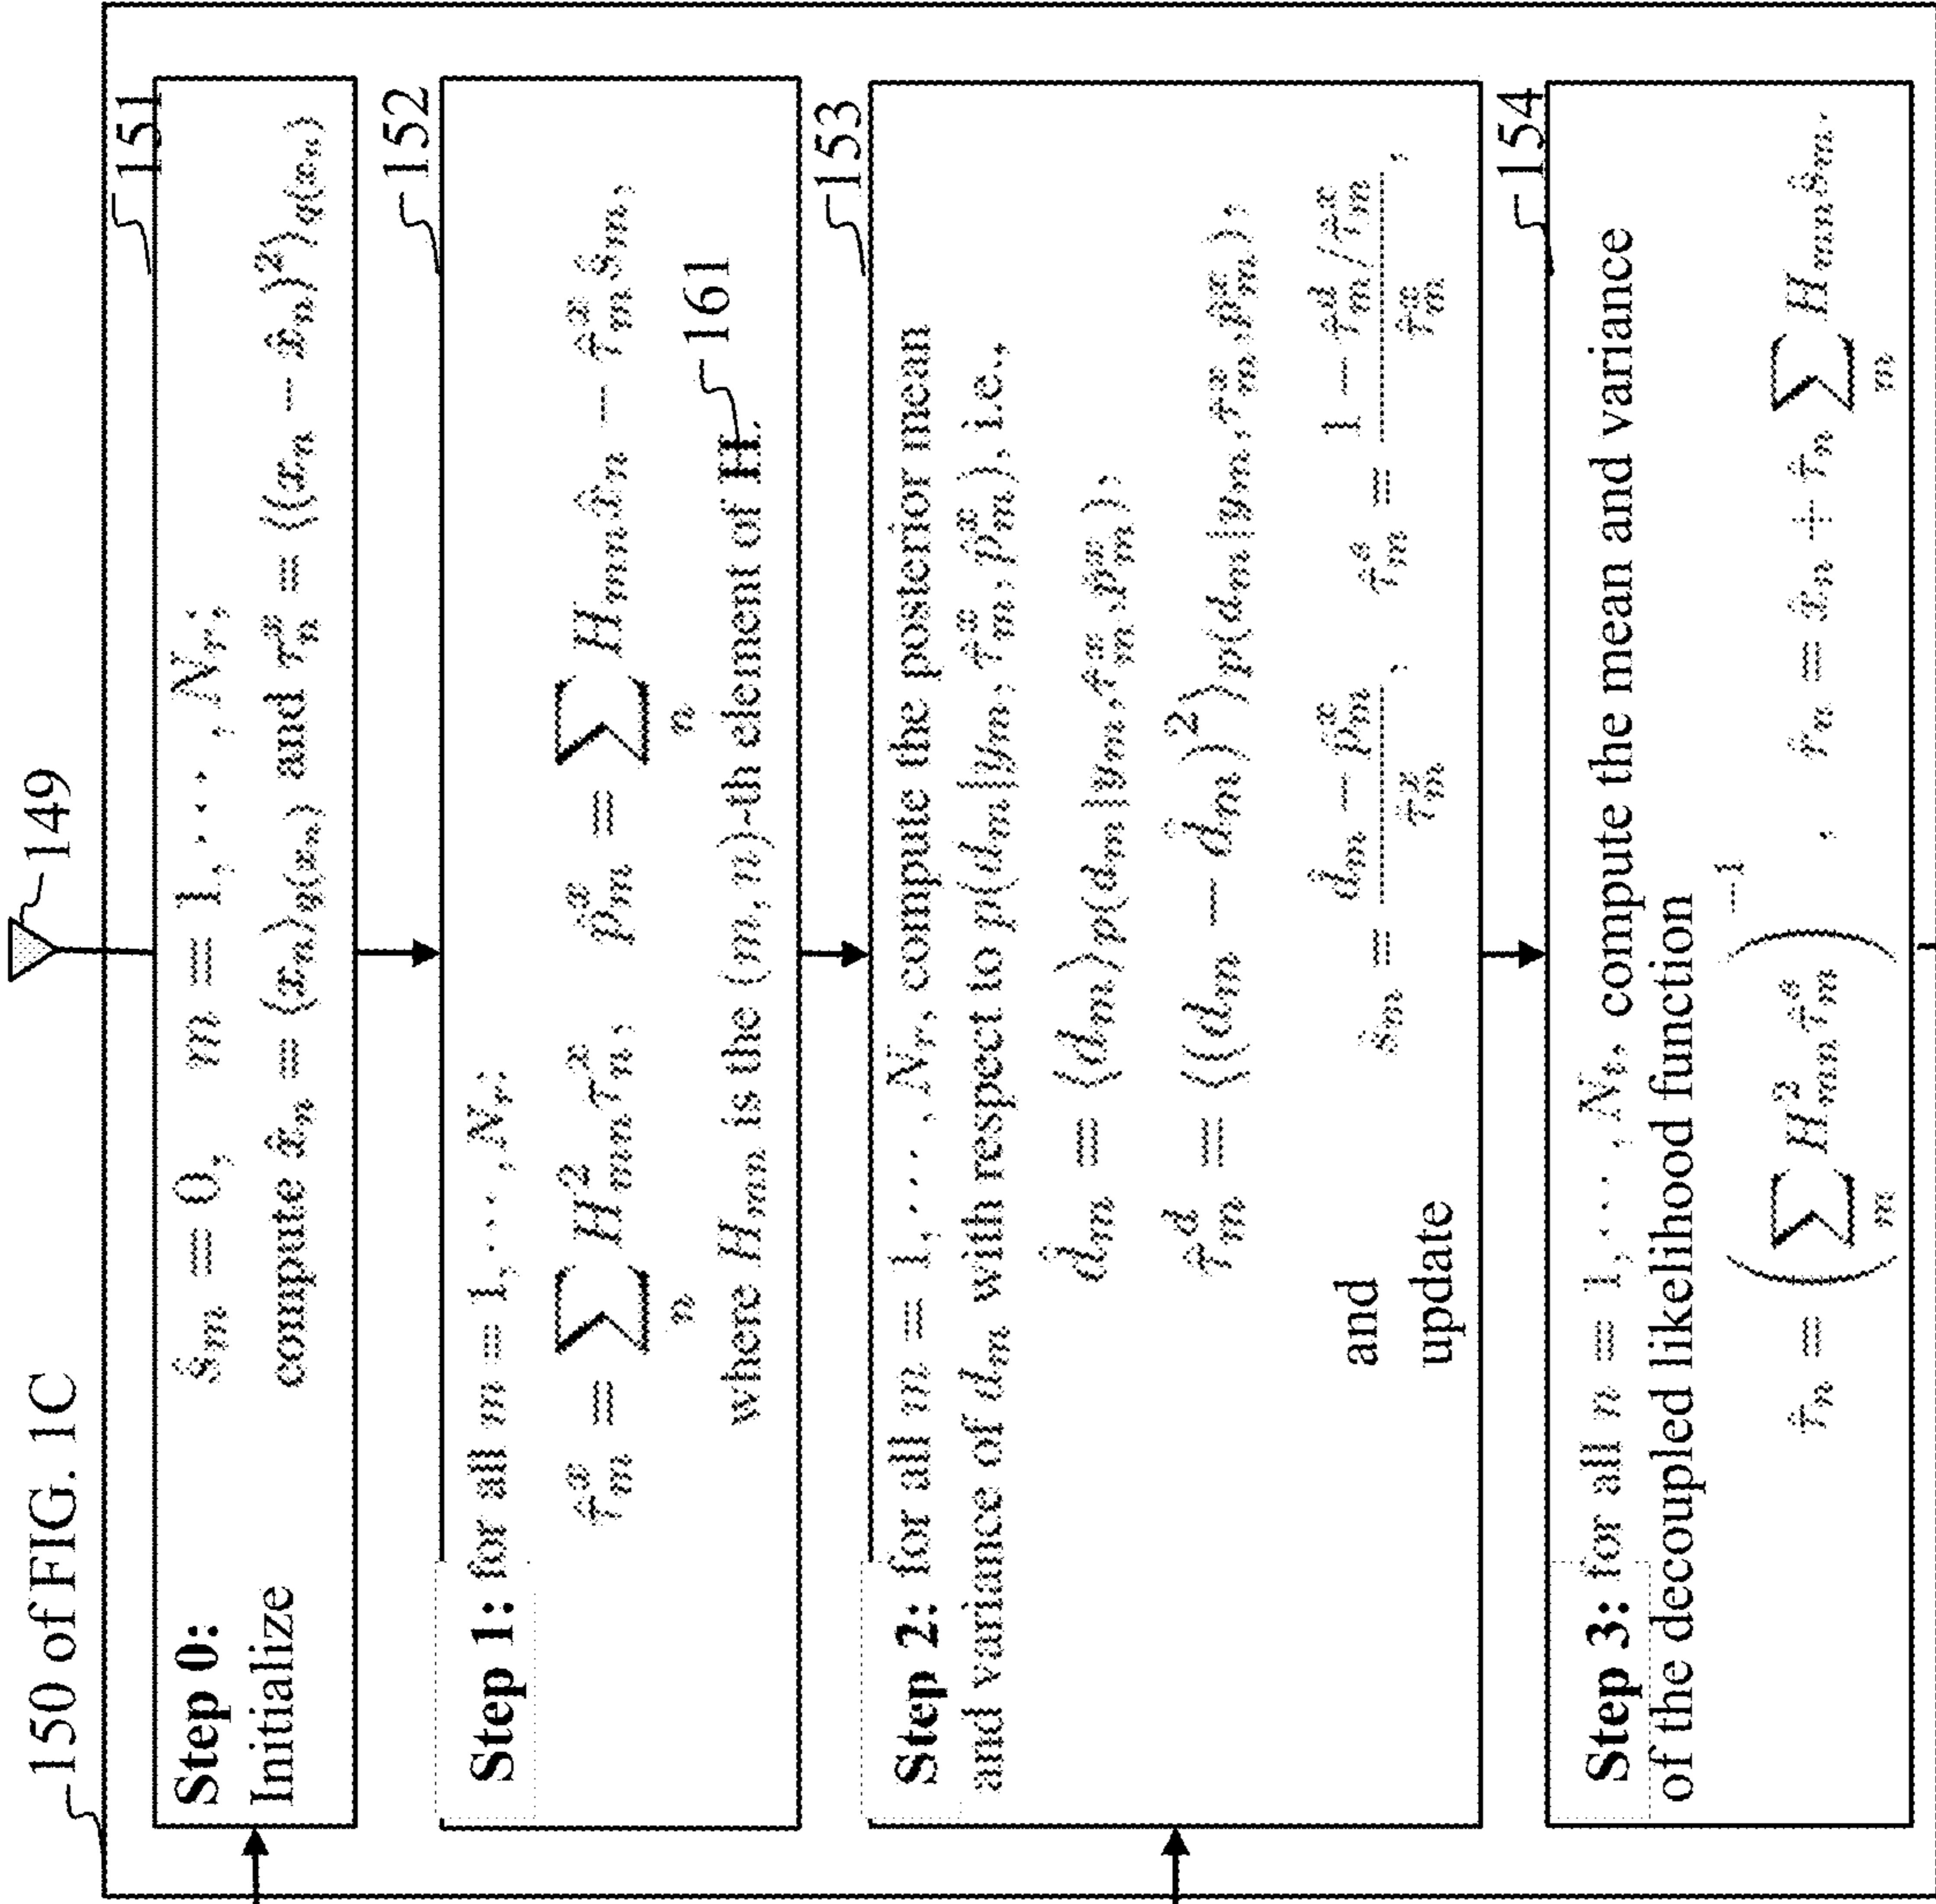 150 of FIG. 1C
149
151
Step 0: ŝ_m = 0, m = 1, ⋯, N_r;
Initialize compute x̂_n = ⟨x_n⟩_{q(x_n)} and τ_n^x = ⟨(x_n − x̂_n)^2⟩_{q(x_n)}
152
Step 1: for all m = 1, ⋯, N_r:
τ̂_m^x = ∑_n H_{mn}^2 τ_n^x, p̂_m^x = ∑_n H_{mn} x̂_n − τ̂_m^x ŝ_m,
where H_{mn} is the (m, n)-th element of H.
161
153
Step 2: for all m = 1, ⋯, N_r, compute the posterior mean
and variance of d_m with respect to p(d_m|y_m, τ̂_m^x, p̂_m^x), i.e.,
d̂_m = ⟨d_m⟩p(d_m|y_m, τ̂_m^x, p̂_m^x),
τ̂_m^d = ⟨(d_m − d̂_m)^2⟩p(d_m|y_m, τ̂_m^x, p̂_m^x),
and
update
ŝ_m = (d̂_m − p̂_m^x) / τ̂_m^x, τ̂_m^s = (1 − τ̂_m^d/τ̂_m^x) / τ̂_m^x,
154
Step 3: for all n = 1, ⋯, N_t, compute the mean and variance
of the decoupled likelihood function
τ̂_n = (∑_m H_{mn}^2 τ̂_m^s)^{−1}, r̂_n = x̂_n + τ̂_n ∑_m H_{mn} ŝ_m.